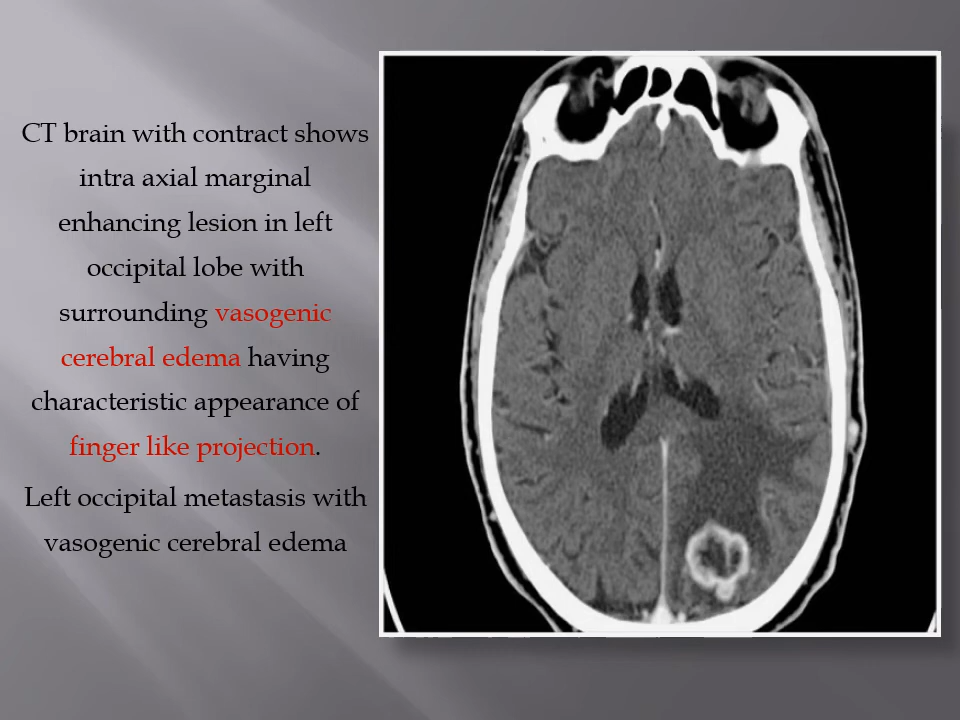 CT brain with contract shows
intra axial marginal
enhancing lesion in left
occipital lobe with
surrounding vasogenic
cerebral edema having
characteristic appearance of
finger like projection.
Left occipital metastasis with
vasogenic cerebral edema